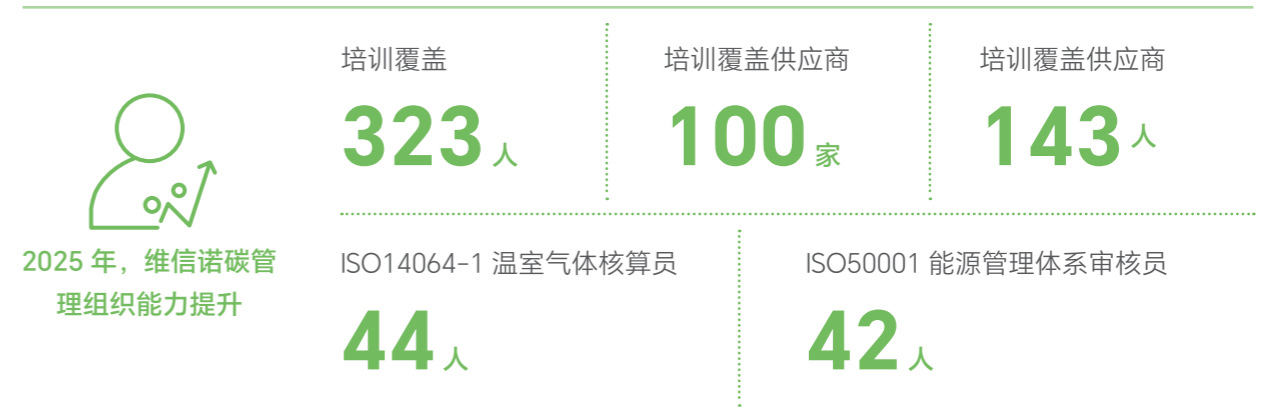 培训覆盖
323 人
培训覆盖供应商
100 家
培训覆盖供应商
143 人
2025 年，维信诺碳管
理组织能力提升
ISO14064-1 温室气体核算员
44 人
ISO50001 能源管理体系审核员
42 人